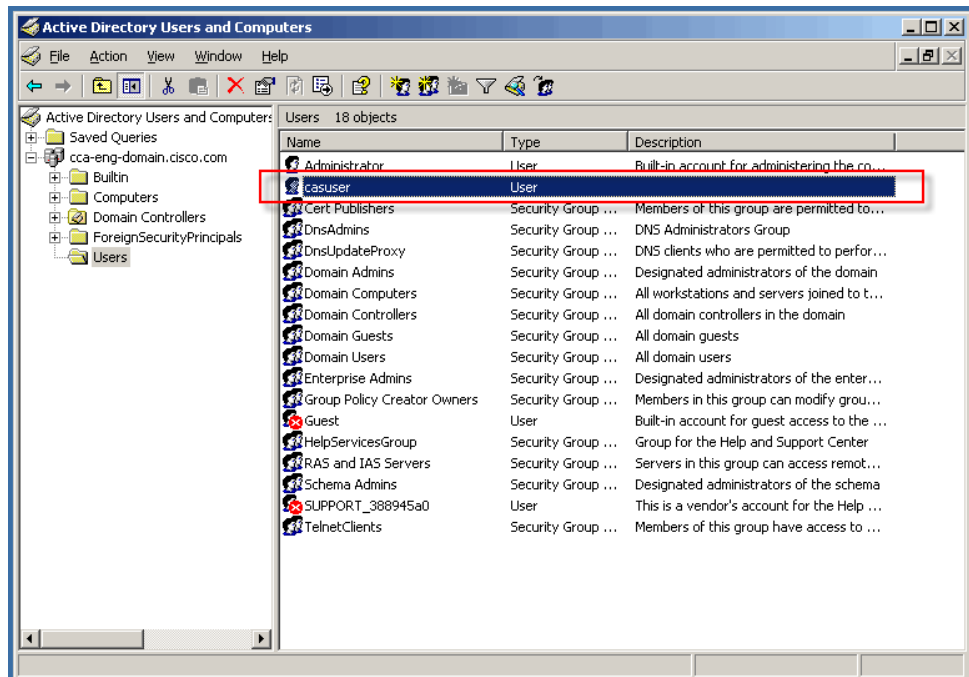 Active Directory Users and Computers
File Action View Window Help
Active Directory Users and Computers
Saved Queries
cca-eng-domain.cisco.com
Builtin
Computers
Domain Controllers
ForeignSecurityPrincipals
Users
Users 18 objects
Name Type Description
Administrator User Built-in account for administering the co...
casuser User
Cert Publishers Security Group ... Members of this group are permitted to...
DnsAdmins Security Group ... DNS Administrators Group
DnsUpdateProxy Security Group ... DNS clients who are permitted to perfor...
Domain Admins Security Group ... Designated administrators of the domain
Domain Computers Security Group ... All workstations and servers joined to t...
Domain Controllers Security Group ... All domain controllers in the domain
Domain Guests Security Group ... All domain guests
Domain Users Security Group ... All domain users
Enterprise Admins Security Group ... Designated administrators of the enter...
Group Policy Creator Owners Security Group ... Members in this group can modify grou...
Guest User Built-in account for guest access to the ...
HelpServicesGroup Security Group ... Group for the Help and Support Center
RAS and IAS Servers Security Group ... Servers in this group can access remot...
Schema Admins Security Group ... Designated administrators of the schema
SUPPORT_388945a0 User This is a vendor's account for the Help ...
TelnetClients Security Group ... Members of this group have access to ...